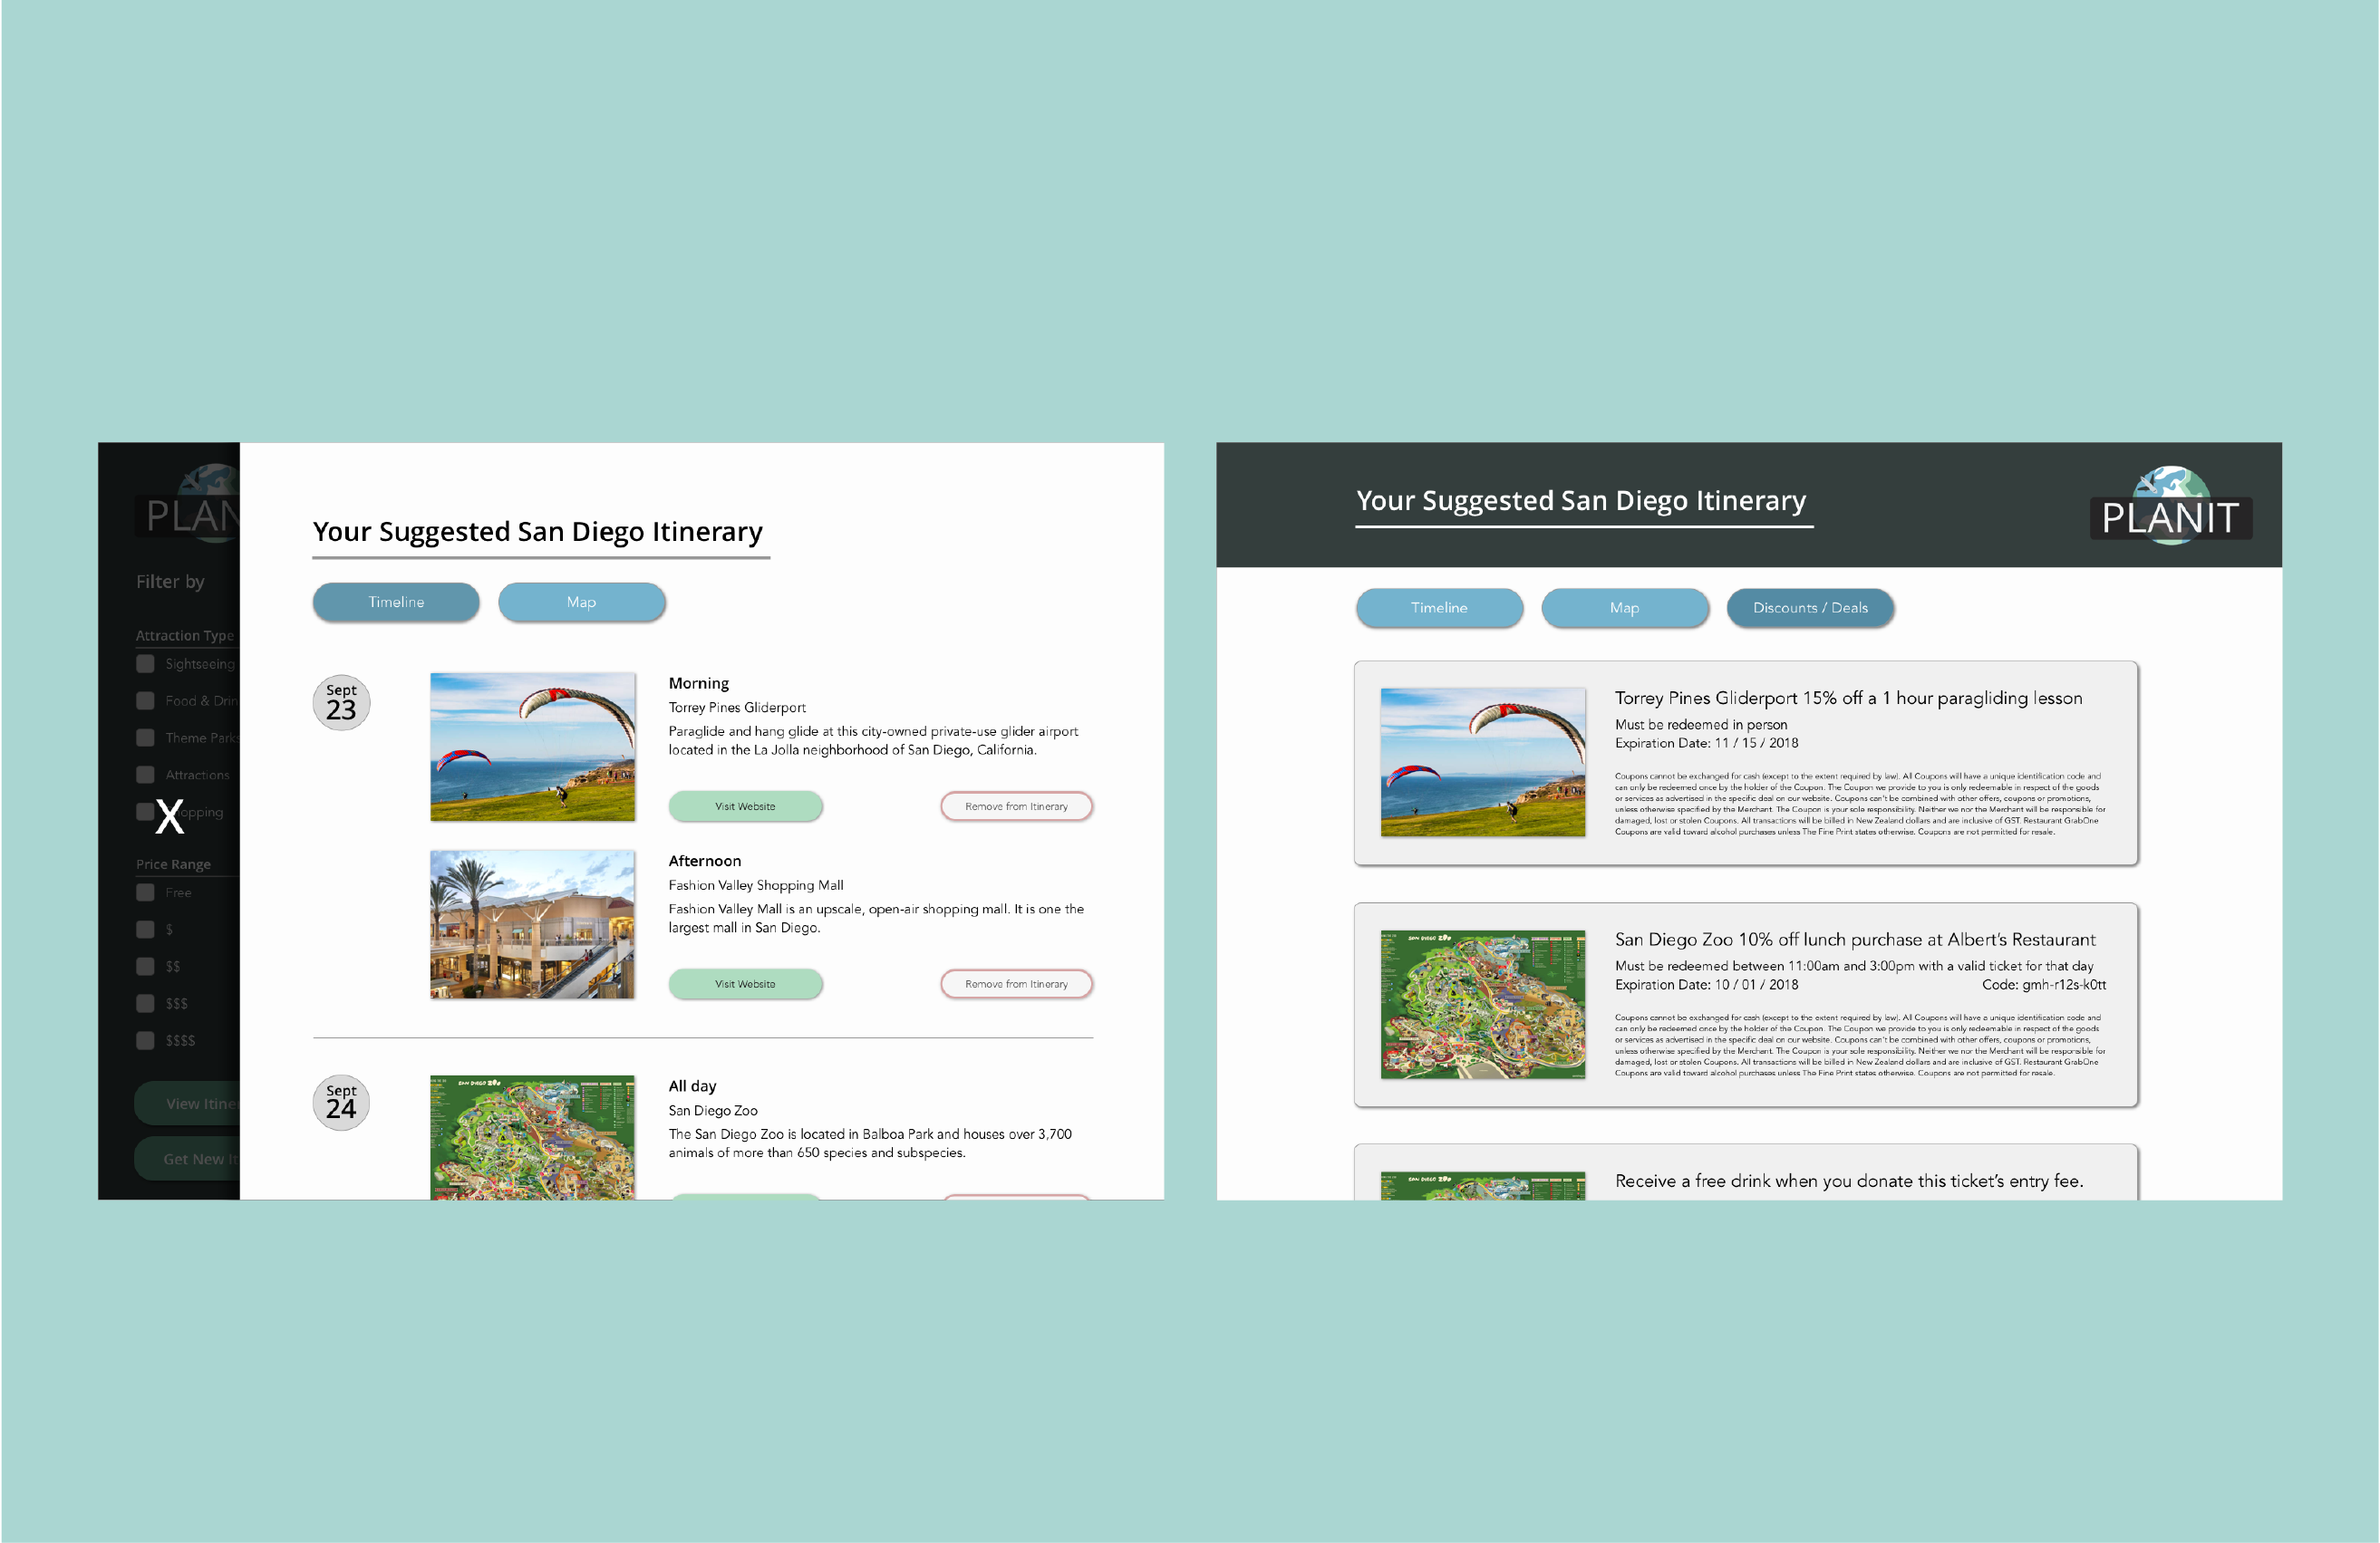 PLAN
Filter by
Attraction Type
Sightseeing
Food & Drin
Theme Parks
Attractions
X
opping
Price Range
Free
$
$$
$$$
$$$$
View Itine
Get New It
Your Suggested San Diego Itinerary
Timeline
Map
Sept
23
Morning
Torrey Pines Gliderport
Paraglide and hang glide at this city-owned private-use glider airport
located in the La Jolla neighborhood of San Diego, California.
Visit Website
Remove from Itinerary
Afternoon
Fashion Valley Shopping Mall
Fashion Valley Mall is an upscale, open-air shopping mall. It is one the
largest mall in San Diego.
Visit Website
Remove from Itinerary
Sept
24
SAN DIEGO ZOO
All day
San Diego Zoo
The San Diego Zoo is located in Balboa Park and houses over 3,700
animals of more than 650 species and subspecies.
Your Suggested San Diego Itinerary
PLANIT
Timeline
Map
Discounts / Deals
Torrey Pines Gliderport 15% off a 1 hour paragliding lesson
Must be redeemed in person
Expiration Date: 11 / 15 / 2018
Coupons cannot be exchanged for cash (except to the extent required by law). All Coupons will have a unique identification code and
can only be redeemed once by the holder of the Coupon. The Coupon we provide to you is only redeemable in respect of the goods
or services as advertised in the specific deal on our website. Coupons can't be combined with other offers, coupons or promotions,
unless otherwise specified by the Merchant. The Coupon is your sole responsibility. Neither we nor the Merchant will be responsible for
damaged, lost or stolen Coupons. All transactions will be billed in New Zealand dollars and are inclusive of GST. Restaurant GrabOne
Coupons are valid toward alcohol purchases unless The Fine Print states otherwise. Coupons are not permitted for resale.
SAN DIEGO ZOO
San Diego Zoo 10% off lunch purchase at Albert's Restaurant
Must be redeemed between 11:00am and 3:00pm with a valid ticket for that day
Expiration Date: 10 / 01 / 2018 Code: gmh-r12s-k0tt
Coupons cannot be exchanged for cash (except to the extent required by law). All Coupons will have a unique identification code and
can only be redeemed once by the holder of the Coupon. The Coupon we provide to you is only redeemable in respect of the goods
or services as advertised in the specific deal on our website. Coupons can't be combined with other offers, coupons or promotions,
unless otherwise specified by the Merchant. The Coupon is your sole responsibility. Neither we nor the Merchant will be responsible for
damaged, lost or stolen Coupons. All transactions will be billed in New Zealand dollars and are inclusive of GST. Restaurant GrabOne
Coupons are valid toward alcohol purchases unless The Fine Print states otherwise. Coupons are not permitted for resale.
SAN DIEGO ZOO
Receive a free drink when you donate this ticket's entry fee.